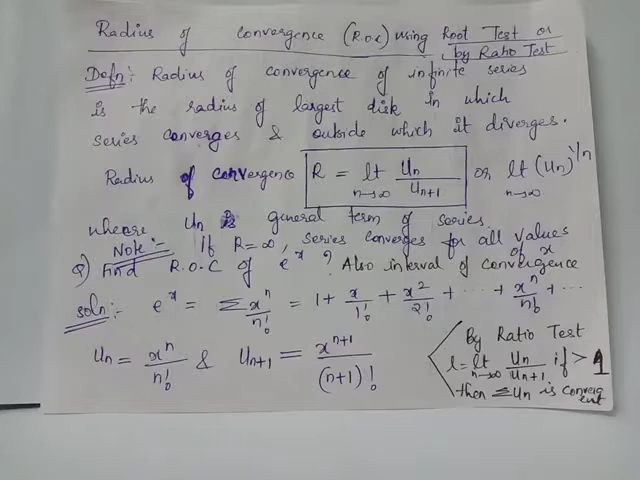 Radius of convergence (R.O.C) using Root Test or by Ratio Test
Defn:- Radius of convergence of infinite series
is the radius of largest disk in which
series converges & outside which it diverges.
Radius of convergence R = lt n→∞ Un/Un+1 or lt n→∞ (Un)^1/n
wheare Un is general term of series.
Note:- If R=∞, series converges for all values of x
Q) Find R.O.C of e^x ? Also interval of convergence
soln: e^x = Σ x^n/n! = 1 + x/1! + x^2/2! + ... + x^n/n! + ...
Un = x^n/n! & Un+1 = x^n+1/(n+1)!
By Ratio Test
l = lt n→∞ Un/Un+1 if > 1
then ΣUn is convergent